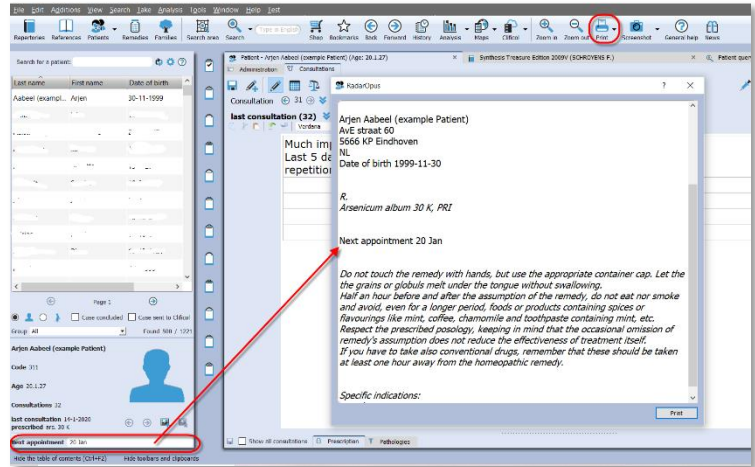 File Edit Additions View Search Take Analysis Tools Window Help Test
Repertories References Patients Remedies Families Search area Search (Type in English) Shop Bookmarks Back Forward History Analysis Maps Clificol Zoom in Zoom out Print Screenshot General help News
Search for a patient:
Last name First name Date of birth
Aabeel (exampl... Arjen 30-11-1999
Page 1
Case concluded Case sent to Clificol
Group All Count 500 / 1221
Arjen Aabeel (example Patient)
Code 311
Age 20.1.27
Consultations 32
last consultation 14-1-2020
prescribed ars. 30 K
Next appointment 20 Jan
Hide the table of contents (Ctrl+F2) Hide toolbars and clipboards
Patient - Arjen Aabeel (example Patient) (Age: 20.1.27) Synthesis Treasure Edition 2009V (SCHROYENS F.) Patient quer
Administration Consultations
Consultation 31
last consultation (32)
Verdana
Much imp
Last 5 da
repetition
KadarOpus
Arjen Aabeel (example Patient)
AvE straat 60
5666 KP Eindhoven
NL
Date of birth 1999-11-30
R.
Arsenicum album 30 K, PRI
Next appointment 20 Jan
Do not touch the remedy with hands, but use the appropriate container cap. Let the
the grains or globuls melt under the tongue without swallowing.
Half an hour before and after the assumption of the remedy, do not eat nor smoke
and avoid, even for a longer period, foods or products containing spices or
flavourings like mint, coffee, chamomile and toothpaste containing mint, etc.
Respect the prescribed posology, keeping in mind that the occasional omission of
remedy's assumption does not reduce the effectiveness of treatment itself.
If you have to take also conventional drugs, remember that these should be taken
at least one hour away from the homeopathic remedy.
Specific indications:
Print
Show all consultations Prescription Pathologies